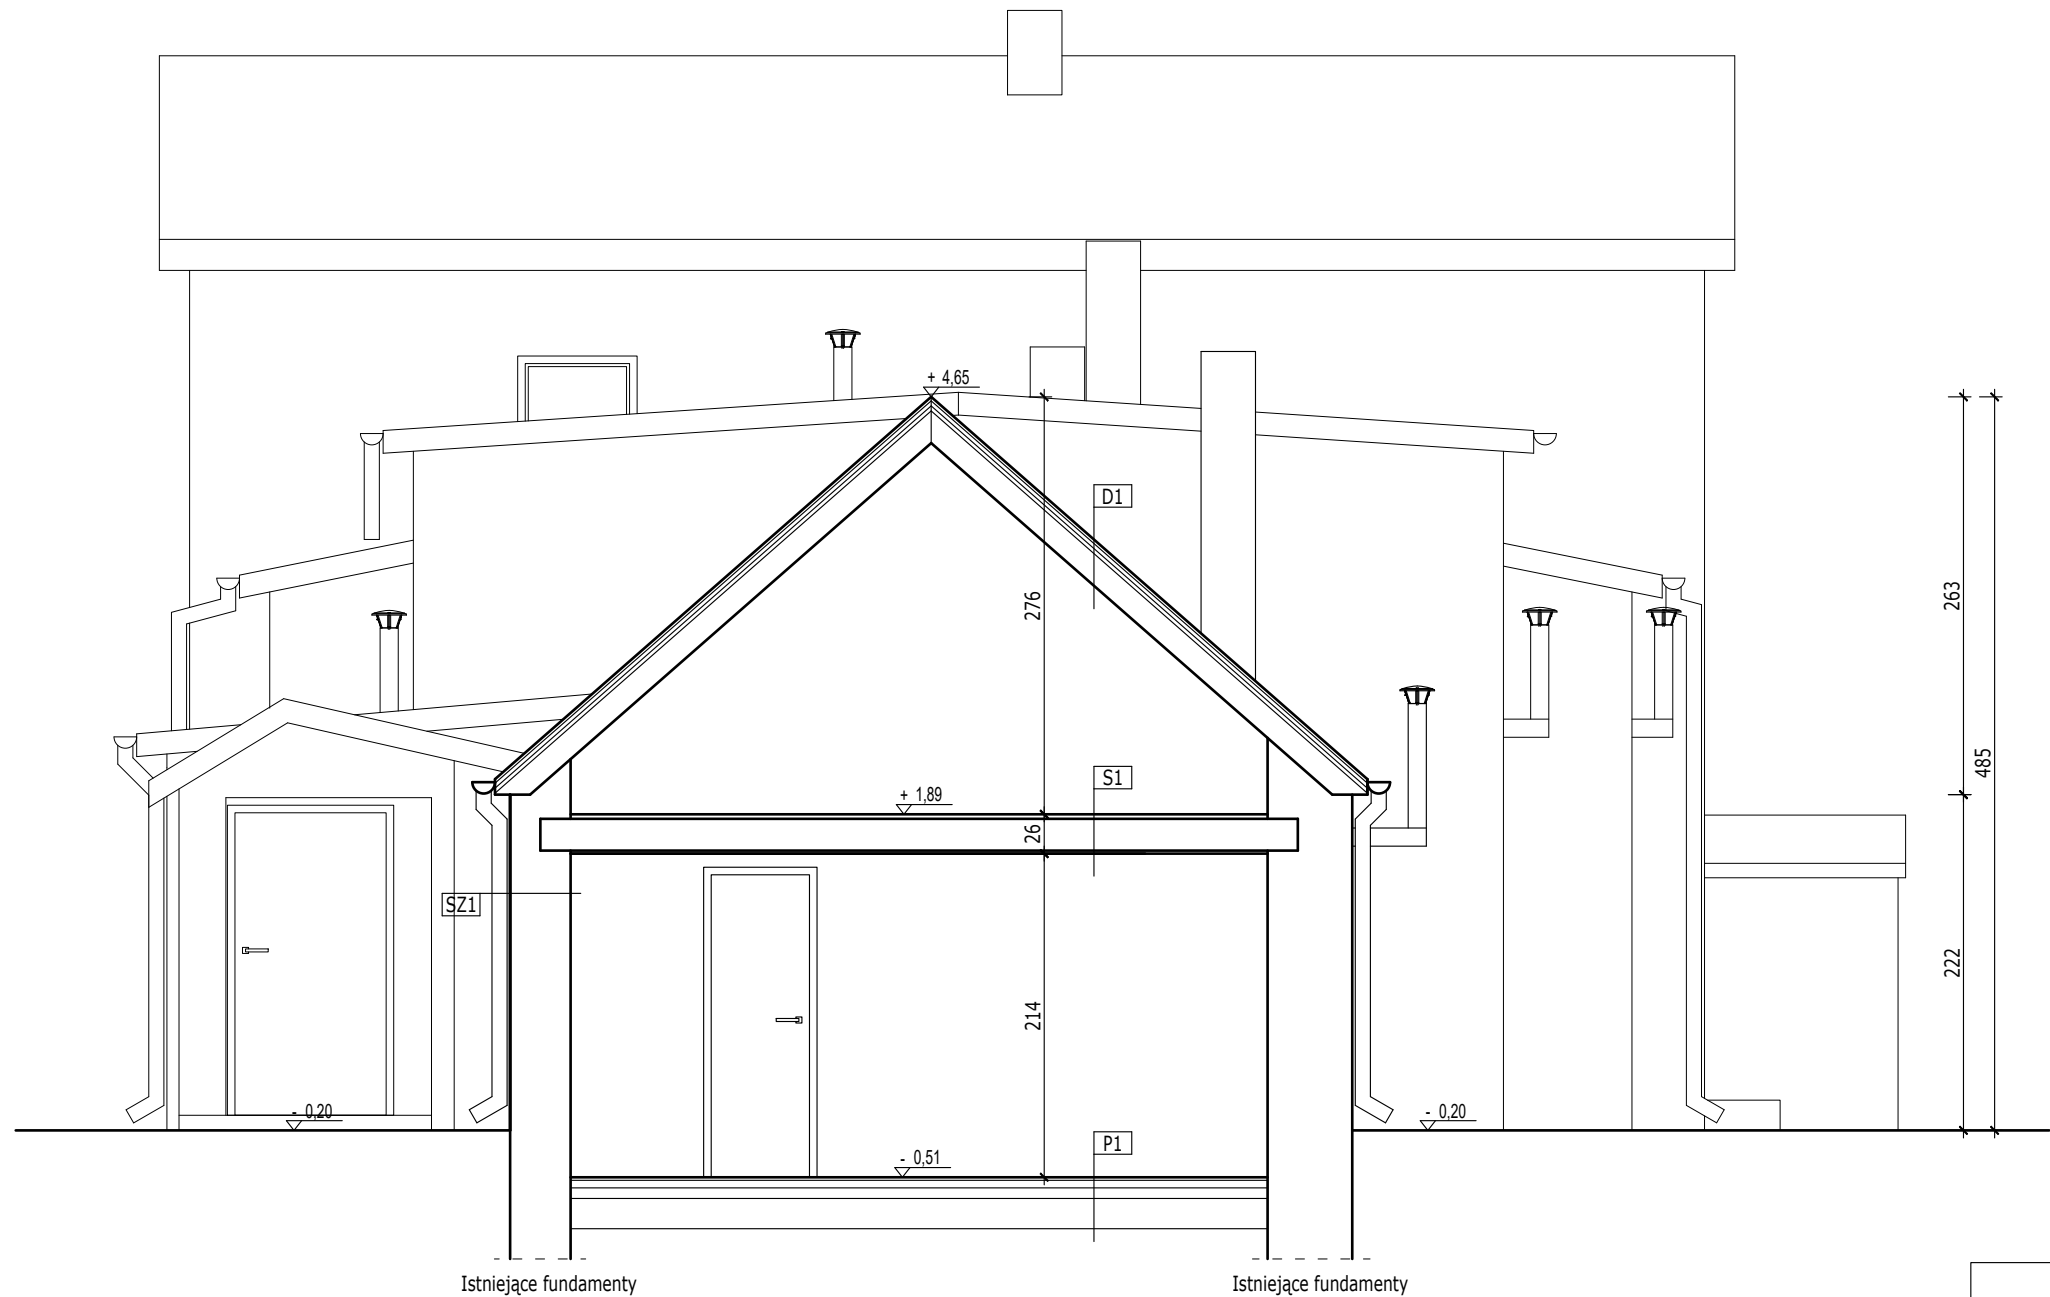 + 4,65
D1
276
263
485
S1
+ 1,89
26
SZ1
222
214
- 0,20
- 0,20
P1
- 0,51
Istniejące fundamenty
Istniejące fundamenty